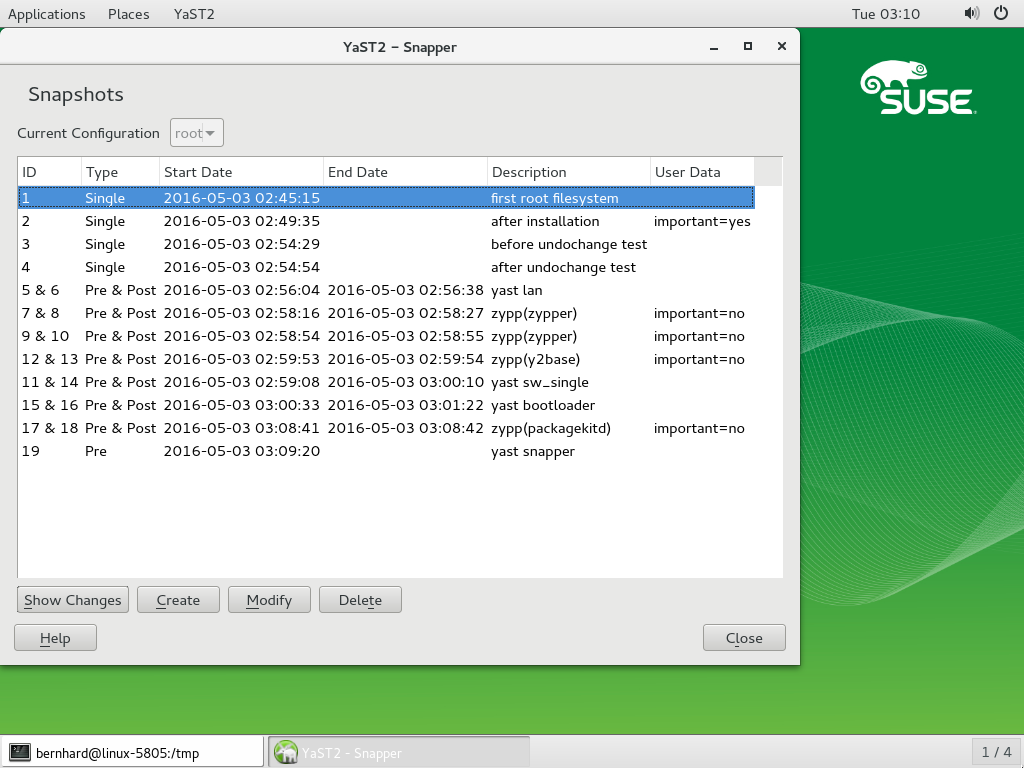 Applications Places YaST2 Tue 03:10
YaST2 - Snapper
SUSE
Snapshots
Current Configuration root
ID Type Start Date End Date Description User Data
1 Single 2016-05-03 02:45:15 first root filesystem
2 Single 2016-05-03 02:49:35 after installation important=yes
3 Single 2016-05-03 02:54:29 before undochange test
4 Single 2016-05-03 02:54:54 after undochange test
5 & 6 Pre & Post 2016-05-03 02:56:04 2016-05-03 02:56:38 yast lan
7 & 8 Pre & Post 2016-05-03 02:58:16 2016-05-03 02:58:27 zypp(zypper) important=no
9 & 10 Pre & Post 2016-05-03 02:58:54 2016-05-03 02:58:55 zypp(zypper) important=no
12 & 13 Pre & Post 2016-05-03 02:59:53 2016-05-03 02:59:54 zypp(y2base) important=no
11 & 14 Pre & Post 2016-05-03 02:59:08 2016-05-03 03:00:10 yast sw_single
15 & 16 Pre & Post 2016-05-03 03:00:33 2016-05-03 03:01:22 yast bootloader
17 & 18 Pre & Post 2016-05-03 03:08:41 2016-05-03 03:08:42 zypp(packagekitd) important=no
19 Pre 2016-05-03 03:09:20 yast snapper
Show Changes Create Modify Delete
Help Close
bernhard@linux-5805:/tmp YaST2 - Snapper 1 / 4